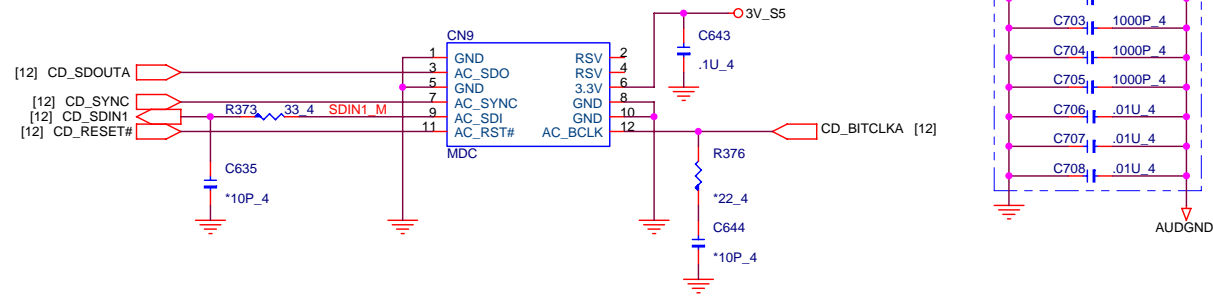 3V_S5
C643
.1U_4
CN9
1 GND RSV 2
3 AC_SDO RSV 4
5 GND 3.3V 6
7 AC_SYNC GND 8
9 AC_SDI GND 10
11 AC_RST# AC_BCLK 12
MDC
[12] CD_SDOUTA
[12] CD_SYNC
[12] CD_SDIN1
[12] CD_RESET#
R373 33_4 SDIN1_M
C635
*10P_4
CD_BITCLKA [12]
R376
*22_4
C644
*10P_4
C703 1000P_4
C704 1000P_4
C705 1000P_4
C706 .01U_4
C707 .01U_4
C708 .01U_4
AUDGND